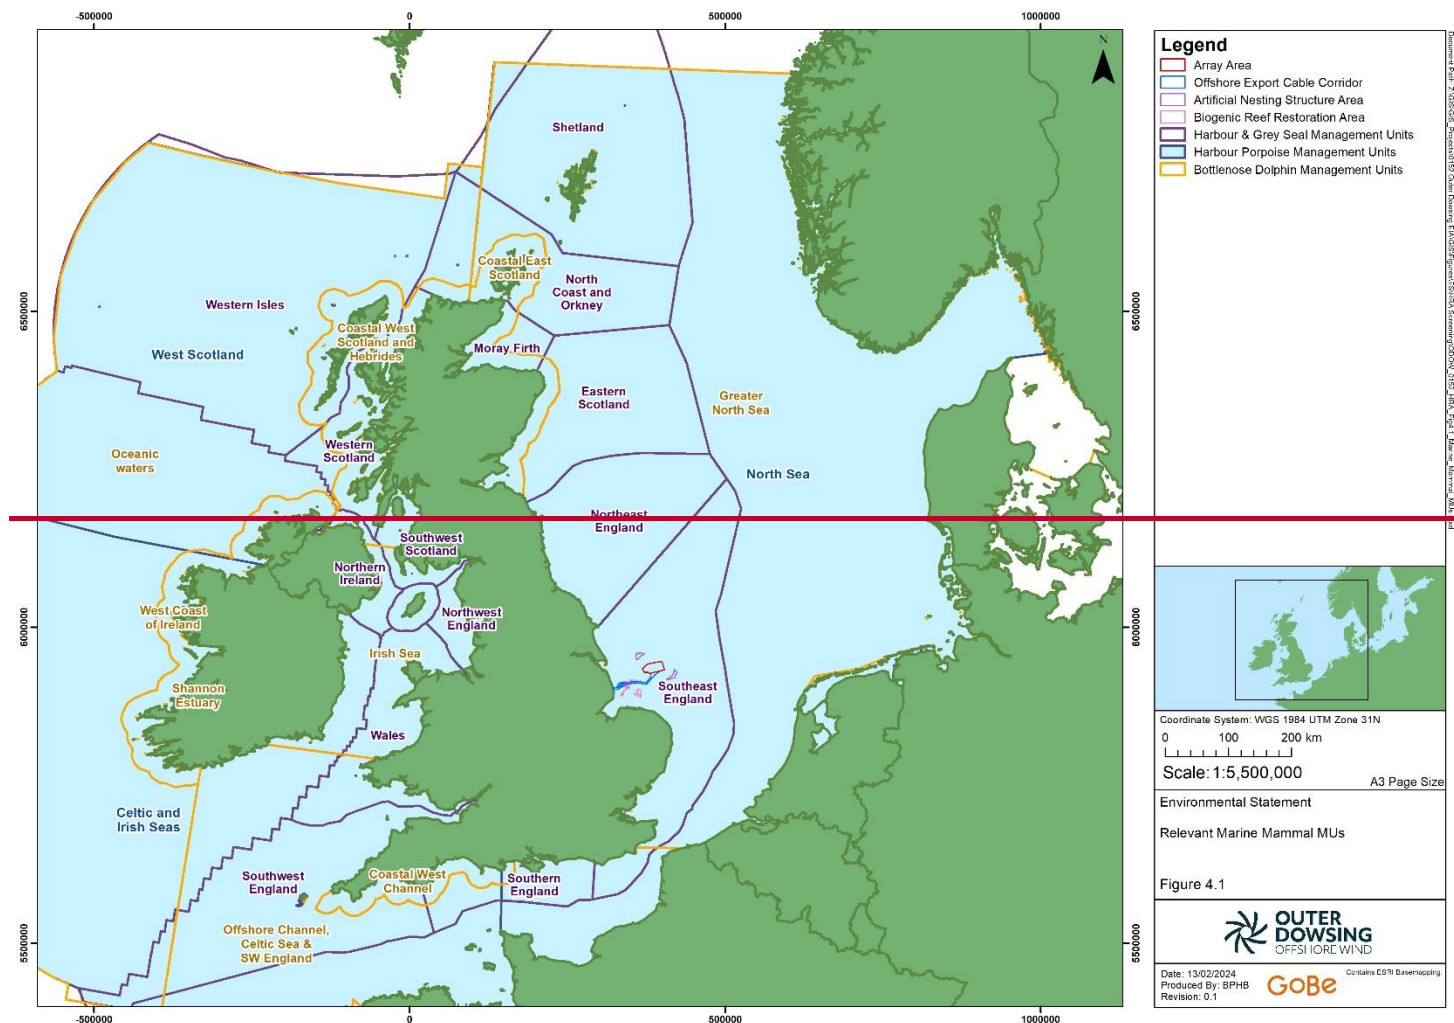 -500000
0
500000
1000000
N
6500000
6000000
5500000
6500000
6000000
5500000
Shetland
Coastal East
Scotland
North
Coast and
Orkney
Western Isles
Coastal West
Scotland and
Hebrides
West Scotland
Moray Firth
Eastern
Scotland
Greater
North Sea
Oceanic
waters
Western
Scotland
North Sea
Northeast
England
Southwest
Scotland
Northern
Ireland
West Coast
of Ireland
Northwest
England
Irish Sea
Shannon
Estuary
Southeast
England
Wales
Celtic and
Irish Seas
Southwest
England
Coastal West
Channel
Southern
England
Offshore Channel,
Celtic Sea &
SW England
-500000
0
500000
1000000
Legend
Array Area
Offshore Export Cable Corridor
Artificial Nesting Structure Area
Biogenic Reef Restoration Area
Harbour & Grey Seal Management Units
Harbour Porpoise Management Units
Bottlenose Dolphin Management Units
Coordinate System: WGS 1984 UTM Zone 31N
0 100 200 km
Scale: 1:5,500,000
A3 Page Size
Environmental Statement
Relevant Marine Mammal MUs
Figure 4.1
OUTER
DOWSING
OFFSHORE WIND
Date: 13/02/2024
Produced By: BPHB
Revision: 0.1
GoBe
Contains ESRI Basemapping.